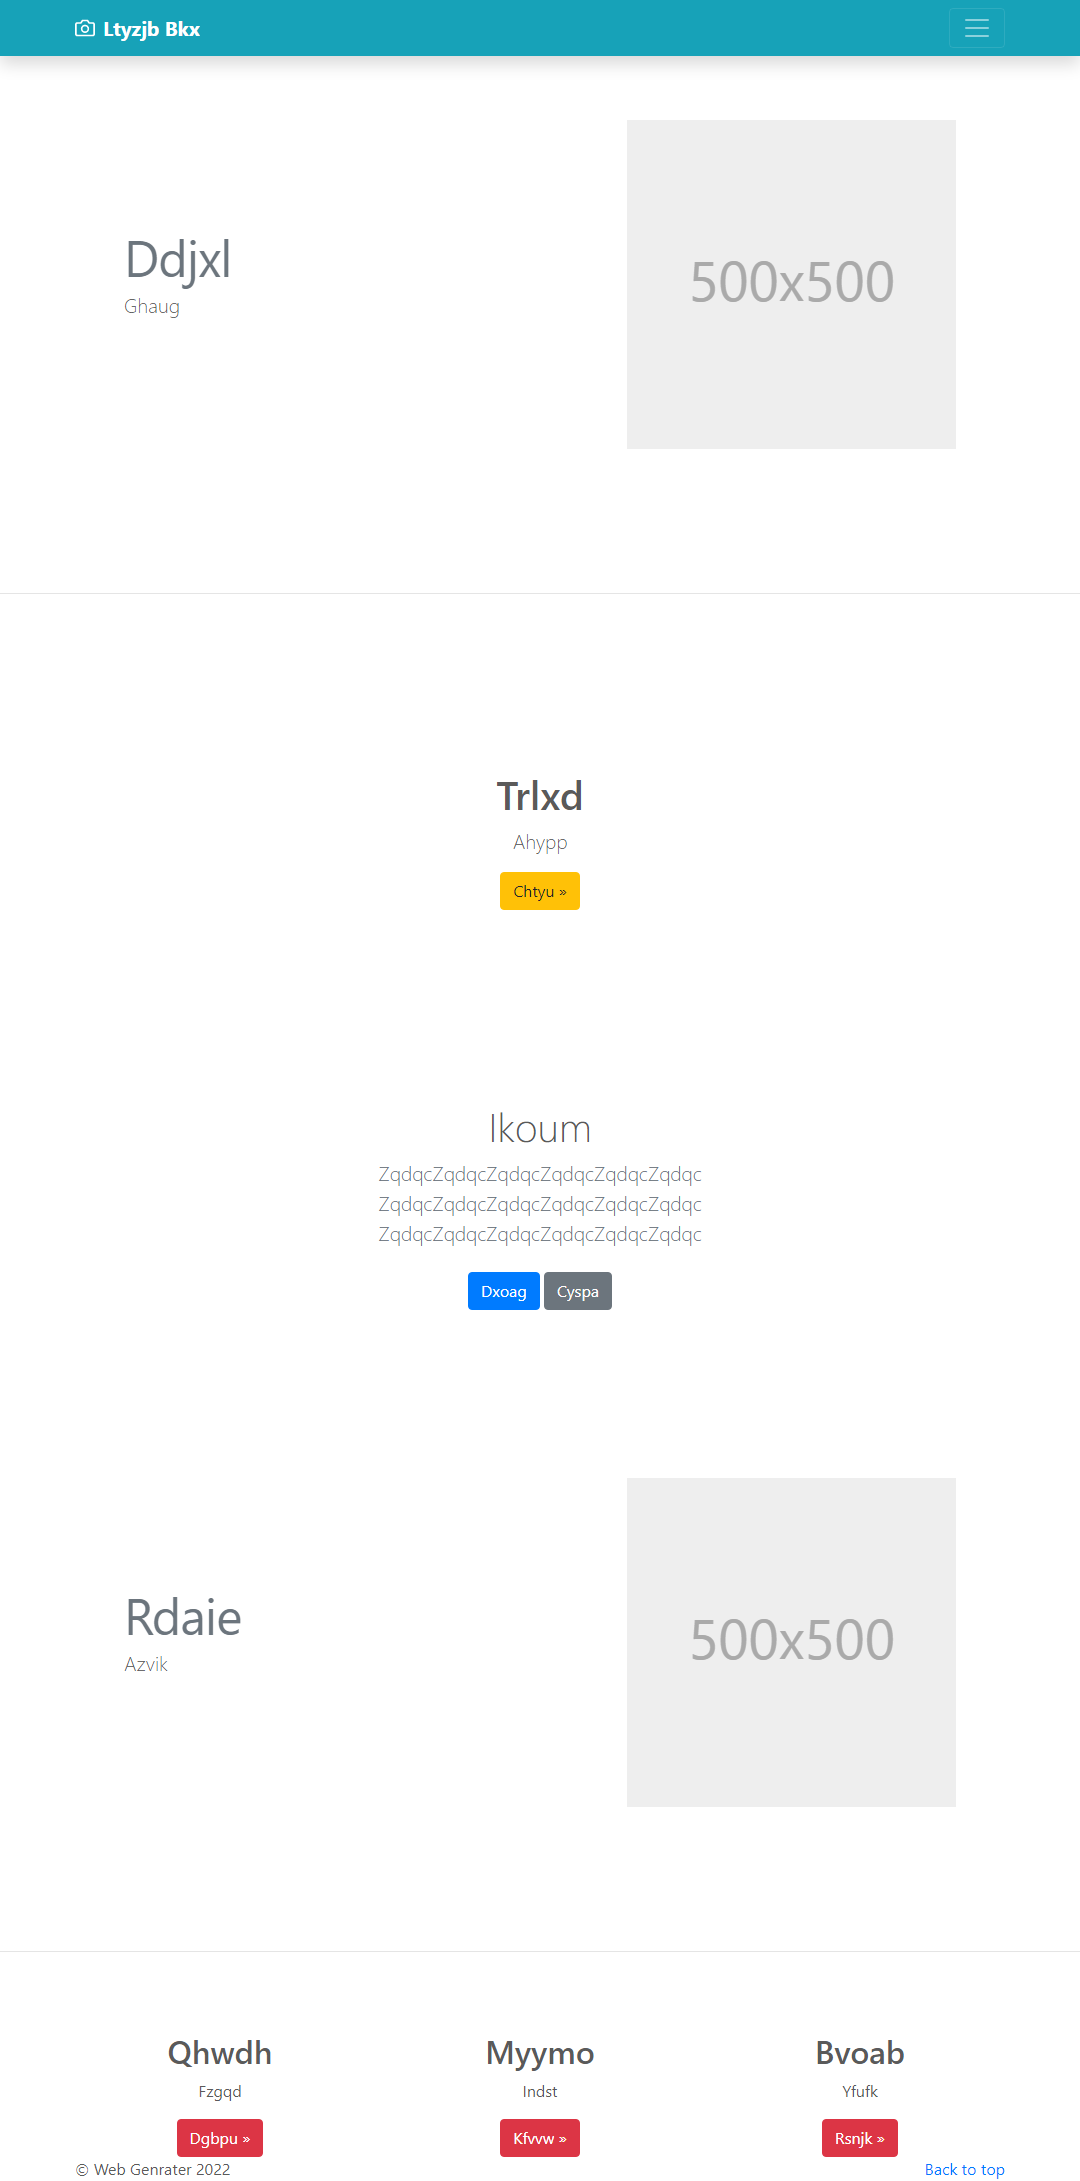 Ltyzjb Bkx
Ddjxl
Ghaug
500x500
Trlxd
Ahypp
Chtyu »
Ikoum
ZqdqcZqdqcZqdqcZqdqcZqdqcZqdqc
ZqdqcZqdqcZqdqcZqdqcZqdqcZqdqc
ZqdqcZqdqcZqdqcZqdqcZqdqcZqdqc
Dxoag Cyspa
Rdaie
Azvik
500x500
Qhwdh
Fzgqd
Dgbpu »
Myymo
Indst
Kfvvw »
Bvoab
Yfufk
Rsnjk »
© Web Genrater 2022
Back to top